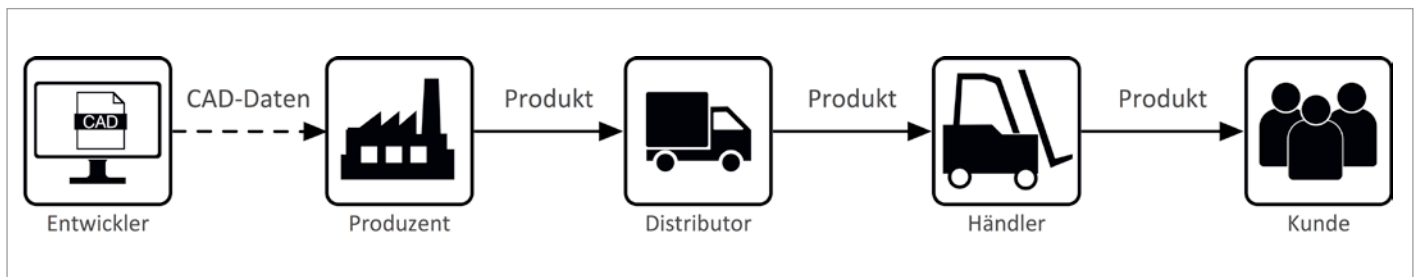 CAD-Daten
Produkt
Produkt
Produkt
CAD
Entwickler
Produzent
Distributor
Händler
Kunde